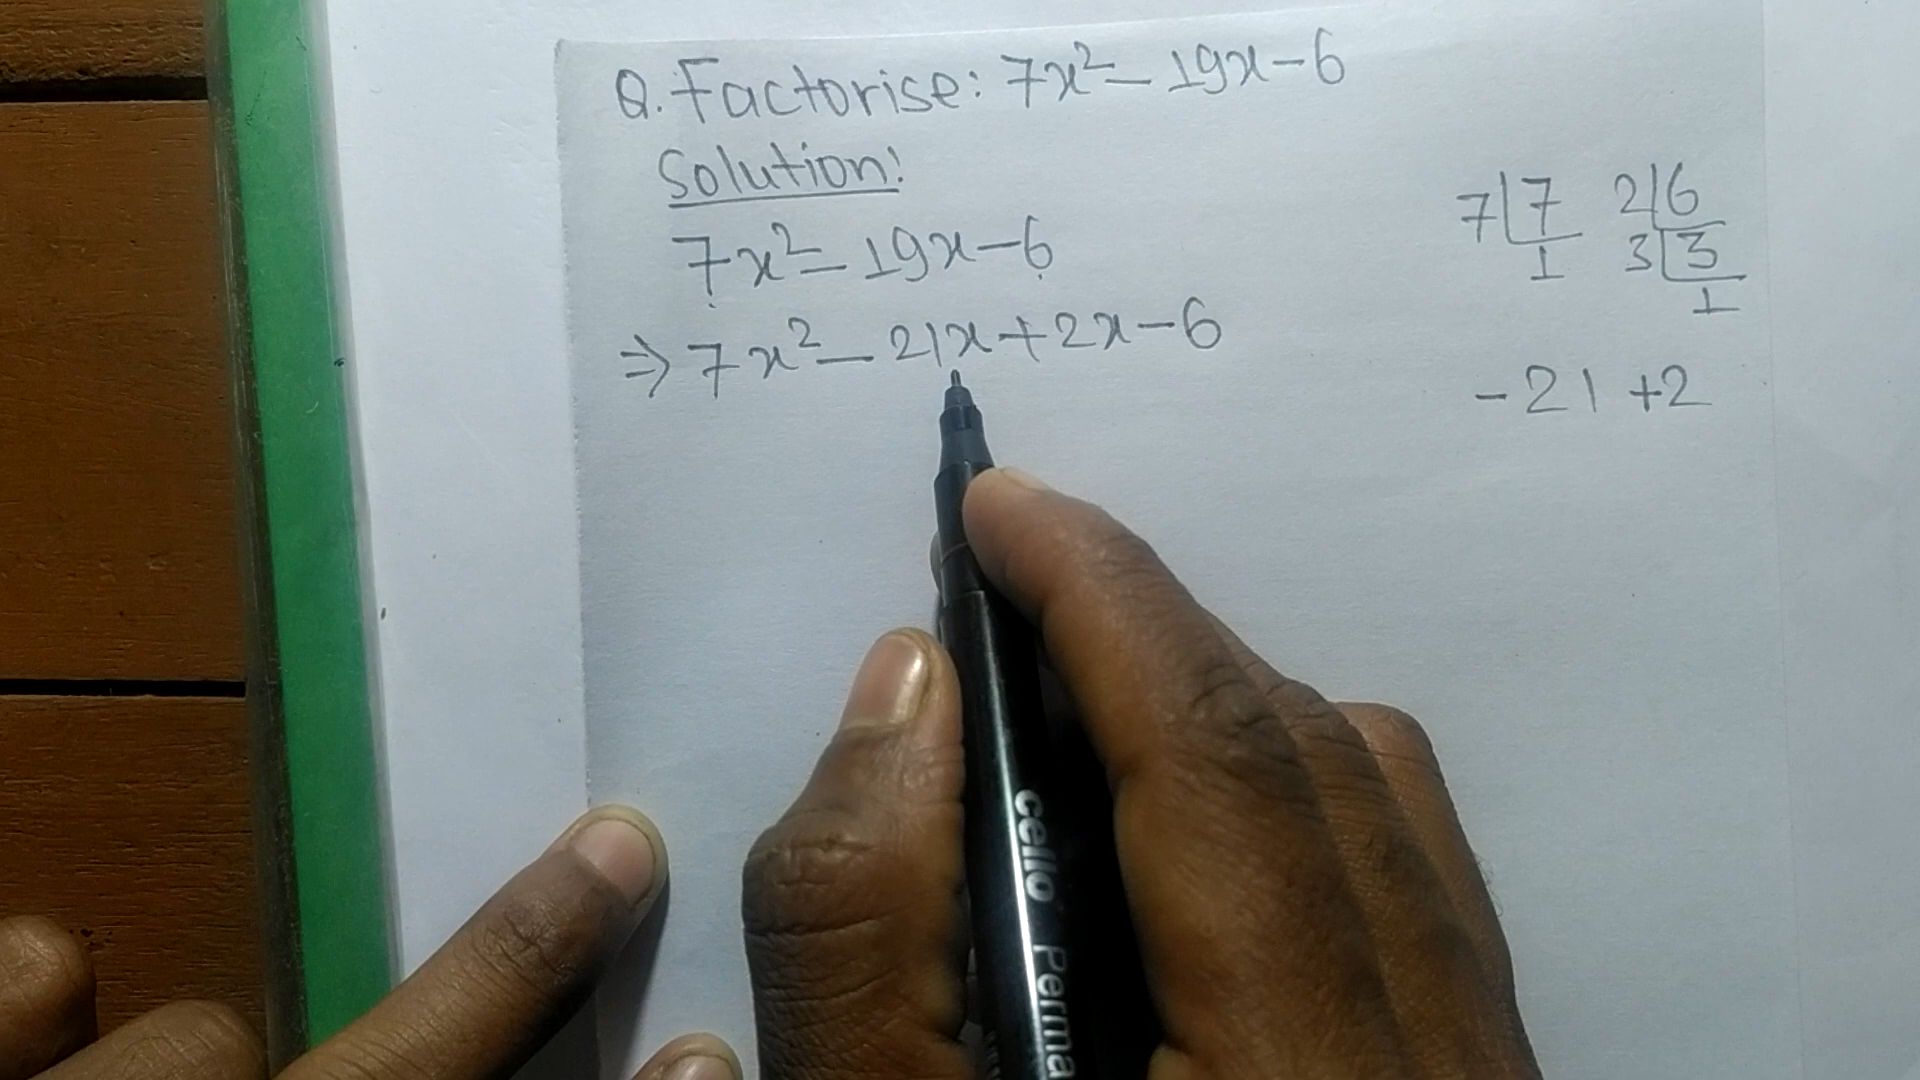 Q. Factorise: 7x² - 19x - 6
Solution:
7x² - 19x - 6
⇒ 7x² - 21x + 2x - 6
7|7 2|6
1 3|3
1
-21 +2
cello Perma